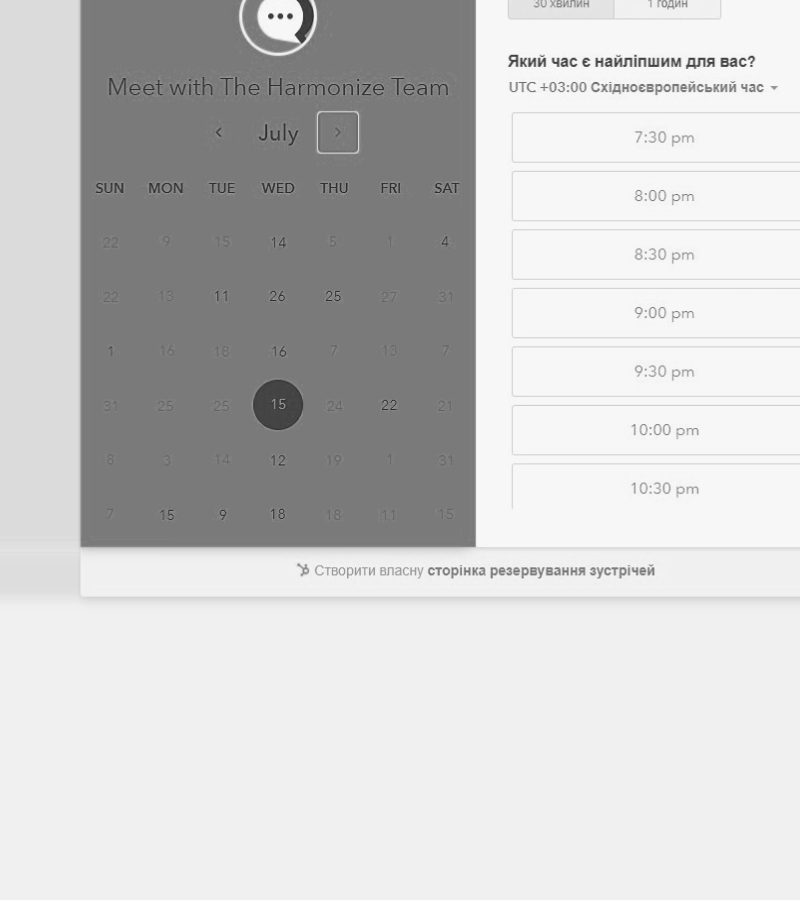 30 хвилин 1 годин
Meet with The Harmonize Team
July
SUN MON TUE WED THU FRI SAT
22 9 15 14 5 1 4
22 13 11 26 25 27 31
1 16 18 16 7 13 7
31 25 25 15 24 22 21
8 3 14 12 19 1 31
7 15 9 18 18 11 15
Який час є найліпшим для вас?
UTC +03:00 Східноєвропейський час
7:30 pm
8:00 pm
8:30 pm
9:00 pm
9:30 pm
10:00 pm
10:30 pm
Створити власну сторінка резервування зустрічей